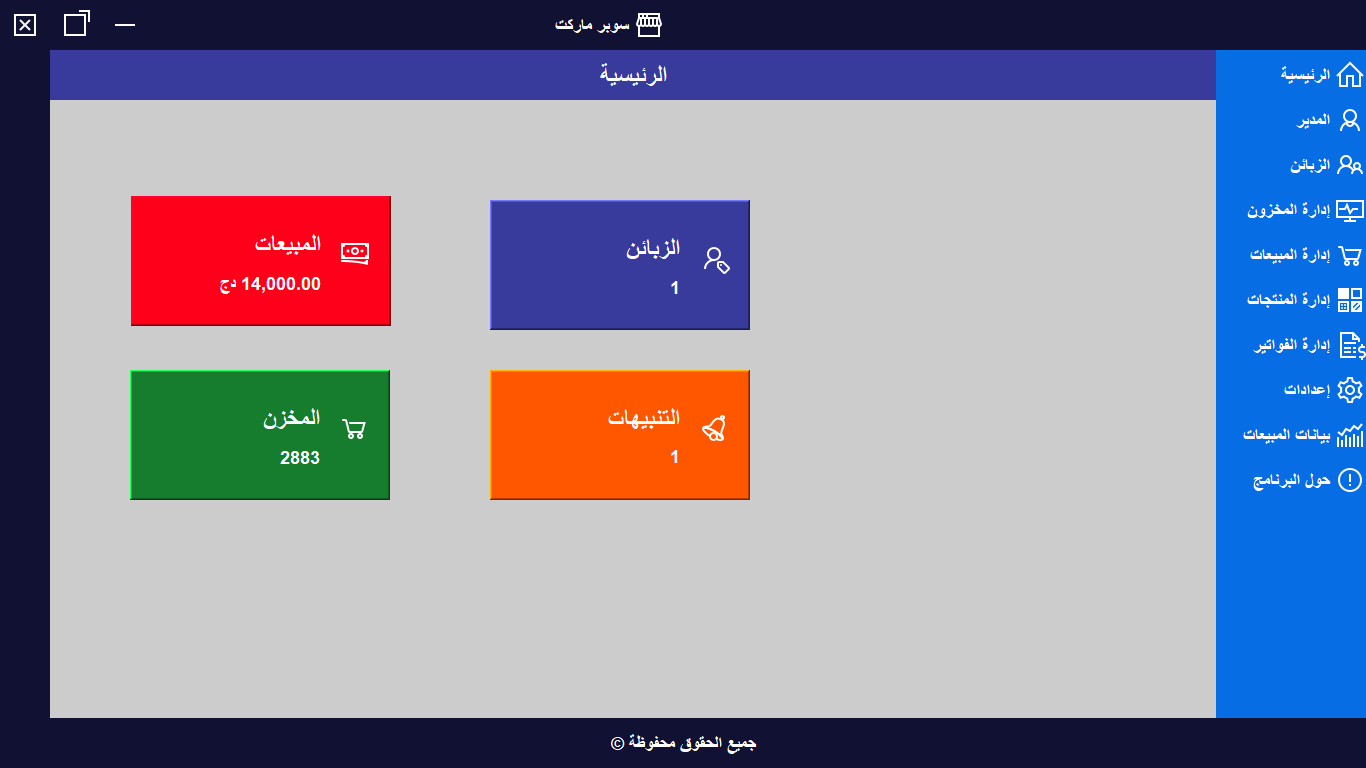 سوبر ماركت
الرئيسية
الرئيسية
المدير
الزبائن
إدارة المخزون
إدارة المبيعات
إدارة المنتجات
إدارة الفواتير
إعدادات
بيانات المبيعات
حول البرنامج
الزبائن
1
المبيعات
14,000.00 دج
التنبيهات
1
المخزن
2883
جميع الحقوق محفوظة ©